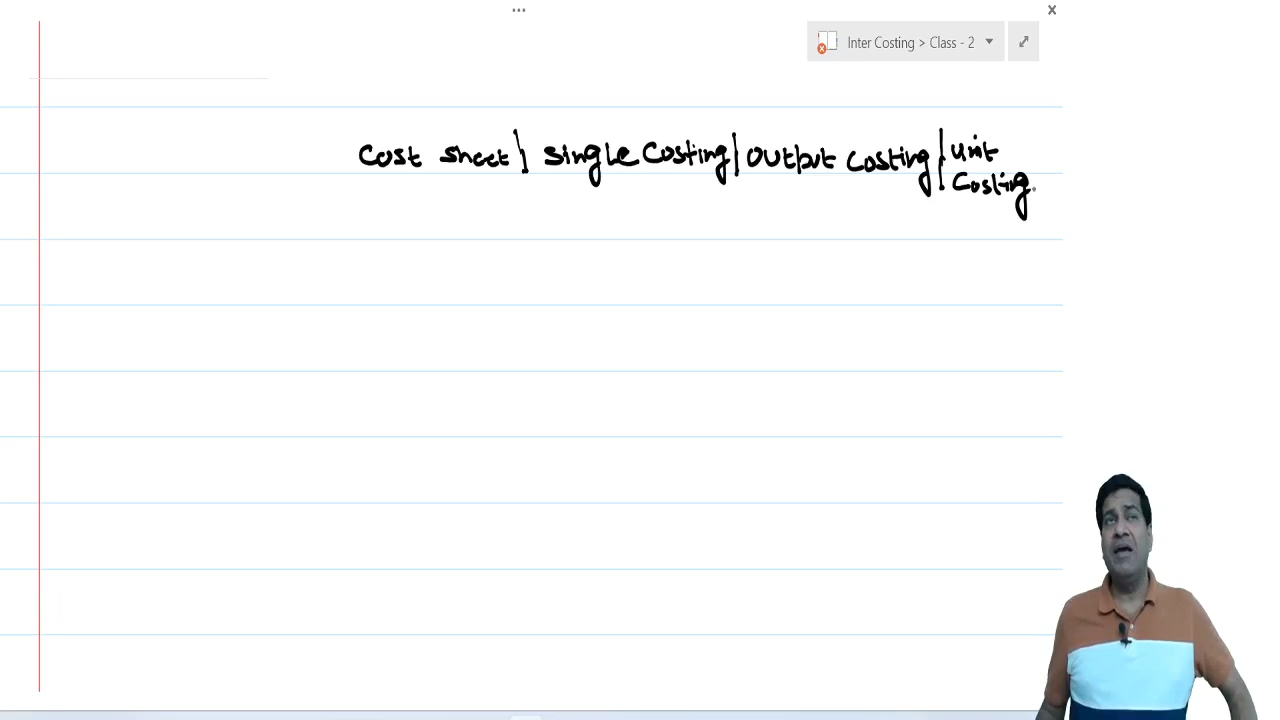 Inter Costing > Class - 2
Cost sheet | Single Costing | Output Costing | Unit
Costing